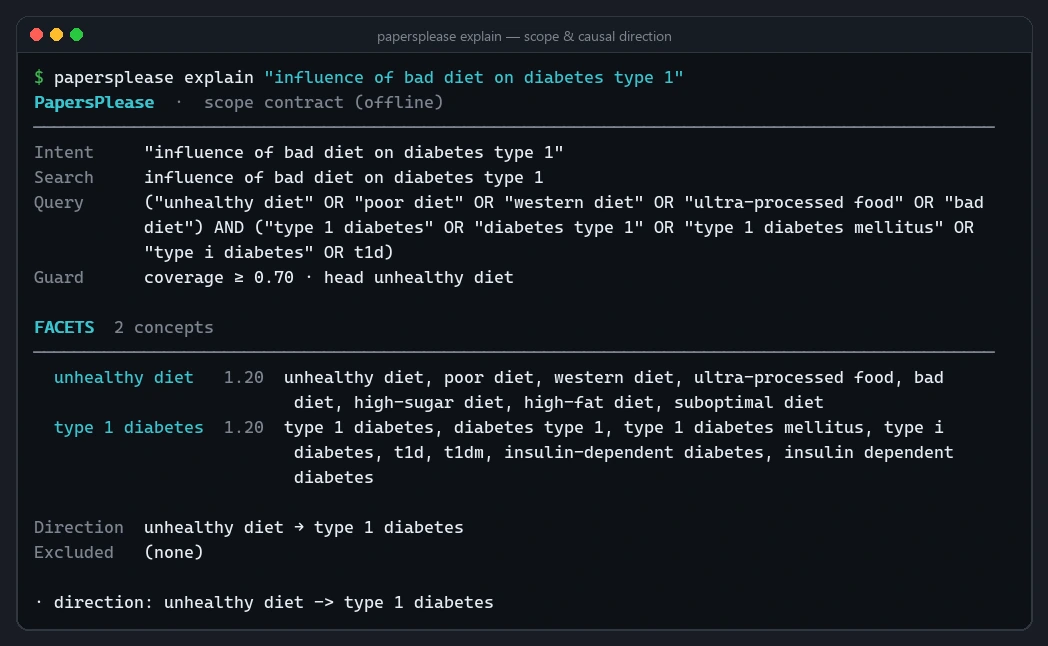 papersplease explain — scope & causal direction
$ papersplease explain "influence of bad diet on diabetes type 1"
PapersPlease · scope contract (offline)
Intent "influence of bad diet on diabetes type 1"
Search influence of bad diet on diabetes type 1
Query ("unhealthy diet" OR "poor diet" OR "western diet" OR "ultra-processed food" OR "bad
diet") AND ("type 1 diabetes" OR "diabetes type 1" OR "type 1 diabetes mellitus" OR
"type i diabetes" OR t1d)
Guard coverage ≥ 0.70 · head unhealthy diet
FACETS 2 concepts
unhealthy diet 1.20 unhealthy diet, poor diet, western diet, ultra-processed food, bad
diet, high-sugar diet, high-fat diet, suboptimal diet
type 1 diabetes 1.20 type 1 diabetes, diabetes type 1, type 1 diabetes mellitus, type i
diabetes, t1d, t1dm, insulin-dependent diabetes, insulin dependent
diabetes
Direction unhealthy diet → type 1 diabetes
Excluded (none)
· direction: unhealthy diet -> type 1 diabetes